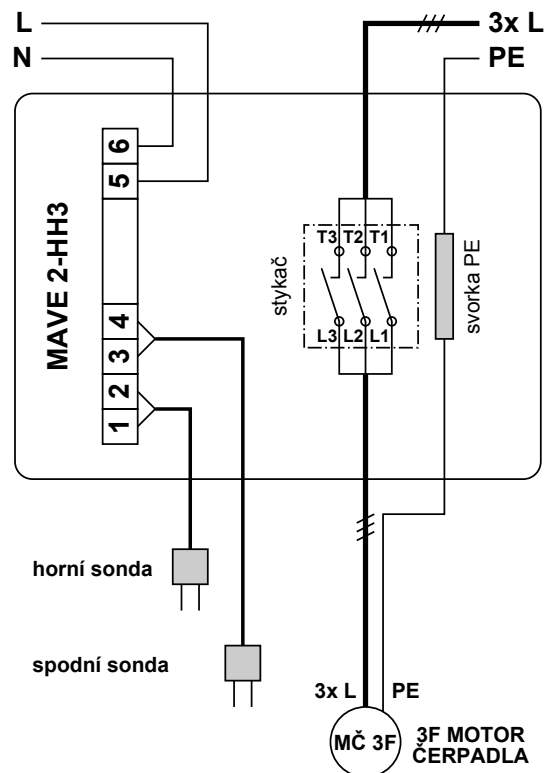 L
N
3x L
PE
MAVE 2-HH3
6
5
4
3
2
1
stykač
T3 T2 T1
L3 L2 L1
svorka PE
horní sonda
spodní sonda
3x L
PE
MČ 3F
3F MOTOR
ČERPADLA